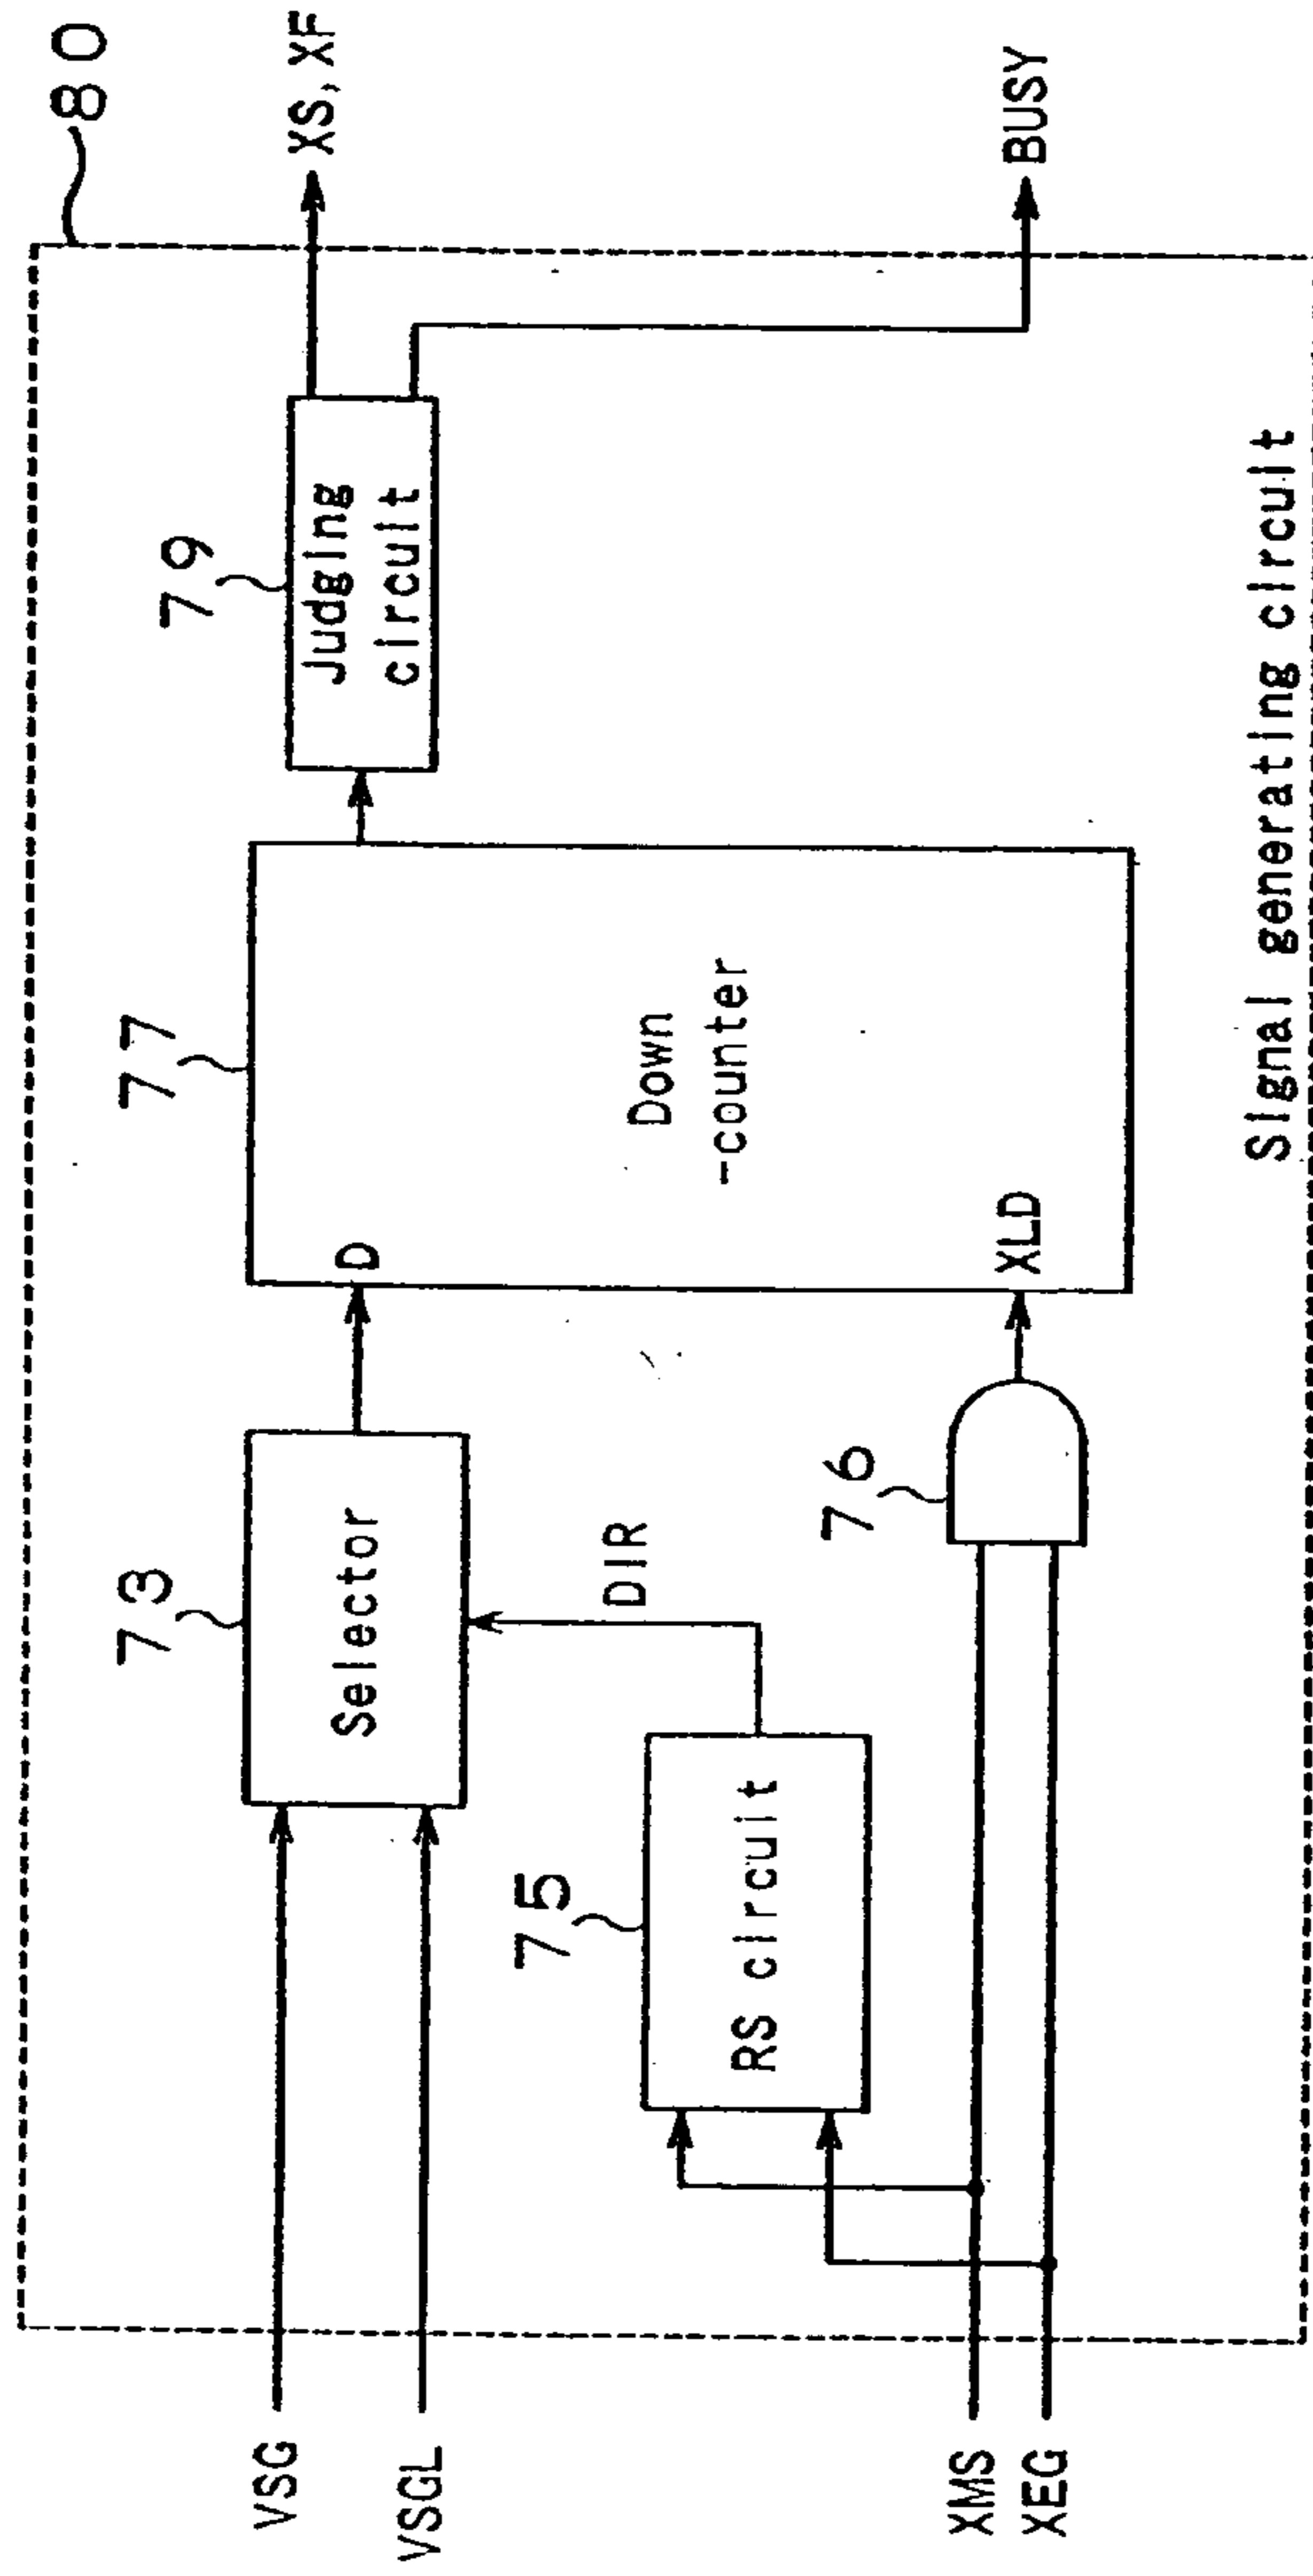 80
VSG
VSGL
XMS
XEG
73
Selector
75
RS circuit
DIR
76
77
D
XLD
Down
-counter
79
Judging
circuit
XS, XF
BUSY
Signal generating circuit